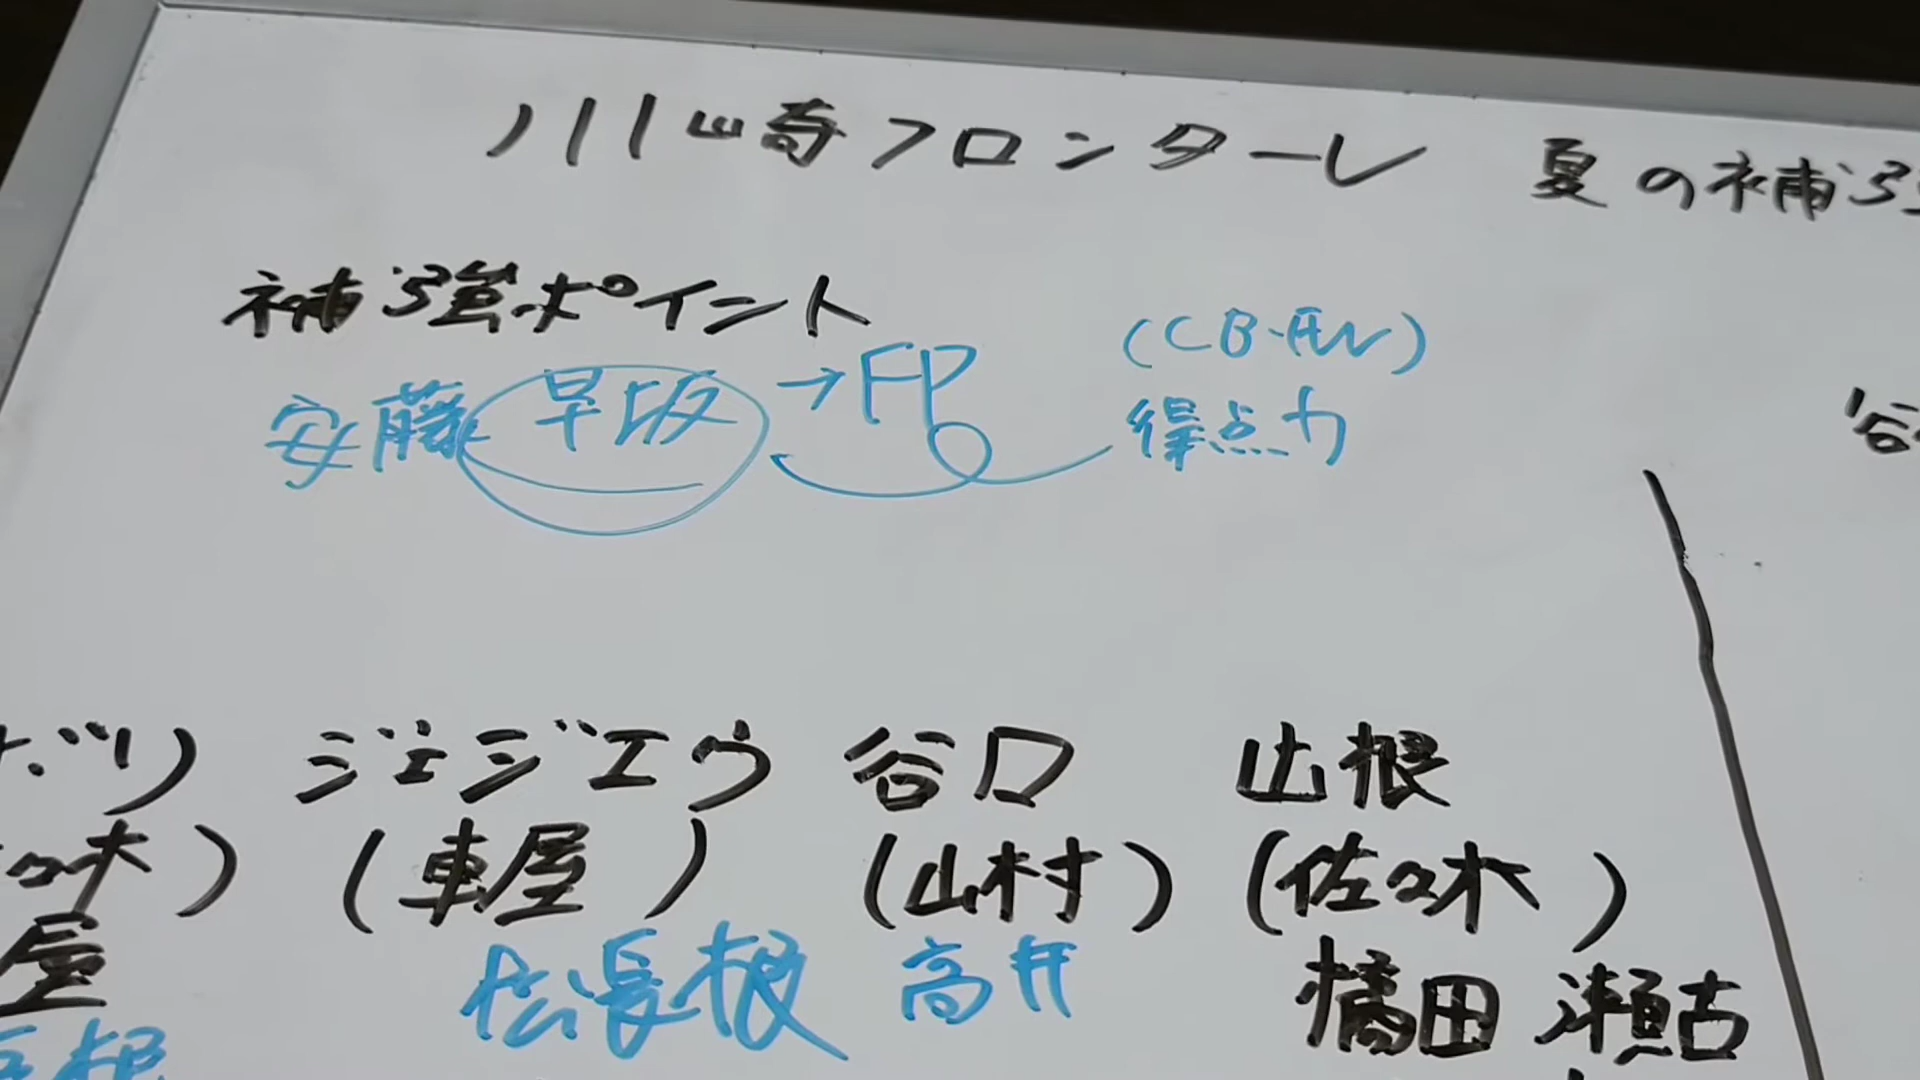 川崎フロンターレ 夏の補強
補強ポイント
(CB・FW)
安藤 早坂 →FP 得点力
ジェジエウ 谷口 山根
(車屋) (山村) (佐々木)
屋 松長根 高井 橘田 瀬古